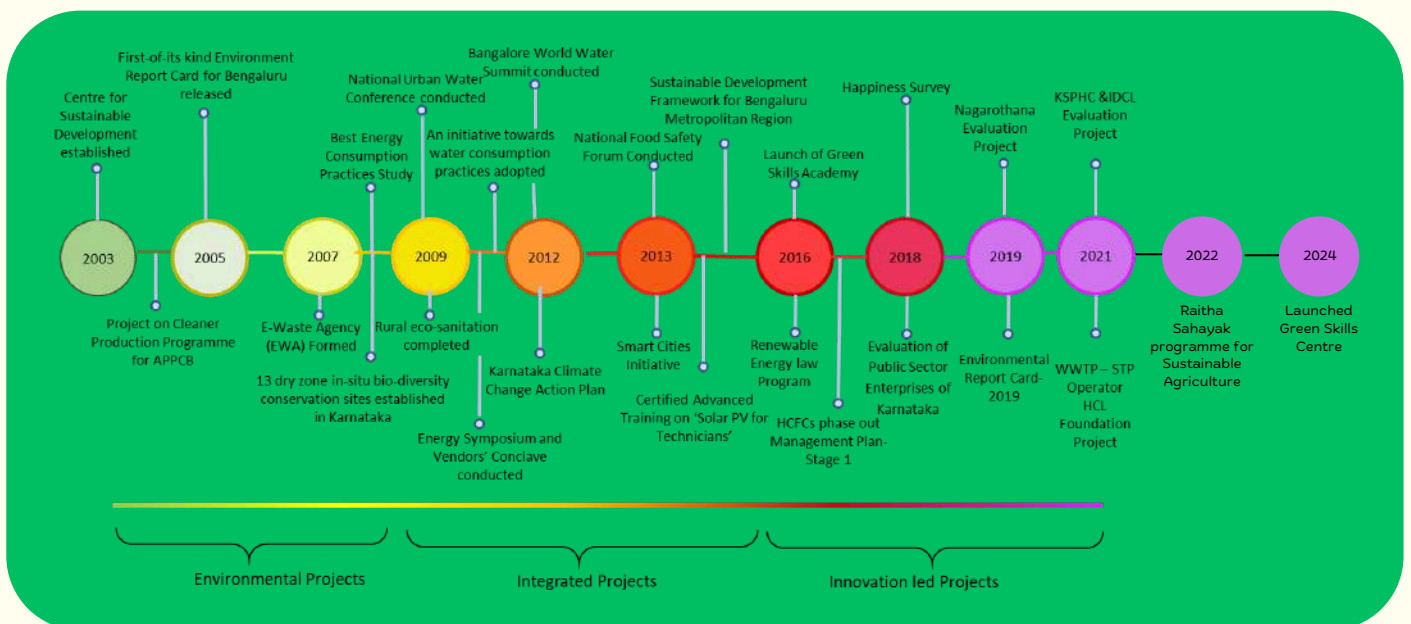 Centre for
Sustainable
Development
established
First-of-its kind Environment
Report Card for Bengaluru
released
National Urban Water
Conference conducted
Best Energy
Consumption
Practices Study
Bangalore World Water
Summit conducted
An initiative towards
water consumption
practices adopted
National Food Safety
Forum Conducted
Sustainable Development
Framework for Bengaluru
Metropolitan Region
Launch of Green
Skills Academy
Happiness Survey
Nagarothana
Evaluation
Project
KSPHC &IDCL
Evaluation
Project
2003
2005
2007
2009
2012
2013
2016
2018
2019
2021
2022
2024
Project on Cleaner
Production Programme
for APPCB
E-Waste Agency
(EWA) Formed
13 dry zone in-situ bio-diversity
conservation sites established
in Karnataka
Rural eco-sanitation
completed
Energy Symposium and
Vendors' Conclave
conducted
Karnataka Climate
Change Action Plan
Smart Cities
Initiative
Certified Advanced
Training on 'Solar PV for
Technicians'
Renewable
Energy law
Program
HCFCs phase out
Management Plan-
Stage 1
Evaluation of
Public Sector
Enterprises of
Karnataka
Environmental
Report Card-
2019
WWTP – STP
Operator
HCL
Foundation
Project
Raitha
Sahayak
programme for
Sustainable
Agriculture
Launched
Green Skills
Centre
Environmental Projects
Integrated Projects
Innovation led Projects